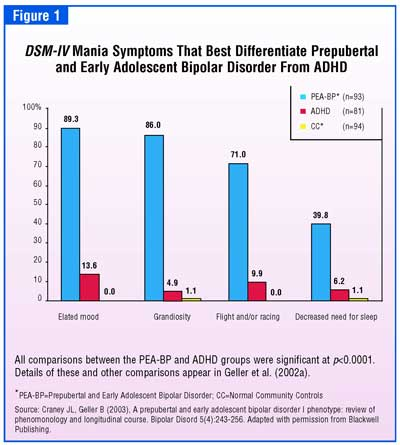 Figure 1
DSM-IV Mania Symptoms That Best Differentiate Prepubertal
and Early Adolescent Bipolar Disorder From ADHD
PEA-BP* (n=93)
ADHD (n=81)
CC* (n=94)
100%
90
80
70
60
50
40
30
20
10
0
89.3
13.6
0.0
86.0
4.9
1.1
71.0
9.9
0.0
39.8
6.2
1.1
Elated mood
Grandiosity
Flight and/or racing
Decreased need for sleep
All comparisons between the PEA-BP and ADHD groups were significant at p<0.0001.
Details of these and other comparisons appear in Geller et al. (2002a).
*PEA-BP=Prepubertal and Early Adolescent Bipolar Disorder; CC=Normal Community Controls
Source: Craney JL, Geller B (2003), A prepubertal and early adolescent bipolar disorder I phenotype: review of
phenomonology and longitudinal course. Bipolar Disord 5(4):243-256. Adapted with permission from Blackwell
Publishing.